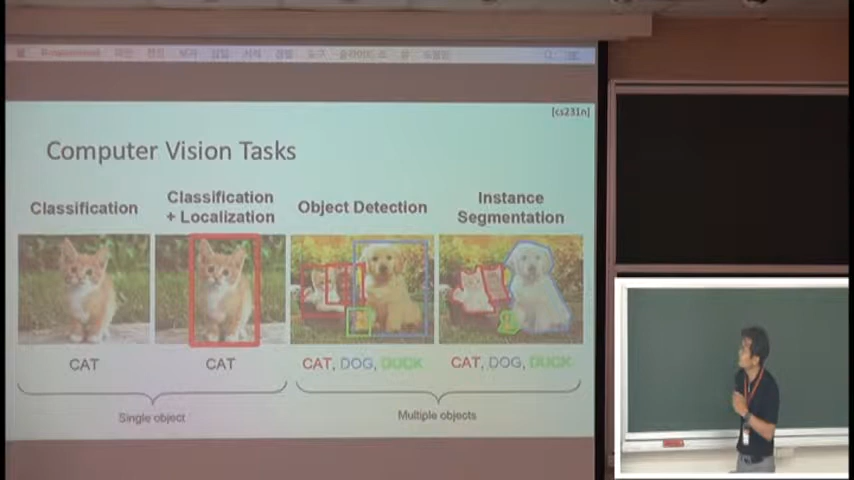 [cs231n]
Computer Vision Tasks
Classification
Classification
+ Localization
Object Detection
Instance
Segmentation
CAT
CAT
CAT, DOG, DUCK
CAT, DOG, DUCK
Single object
Multiple objects